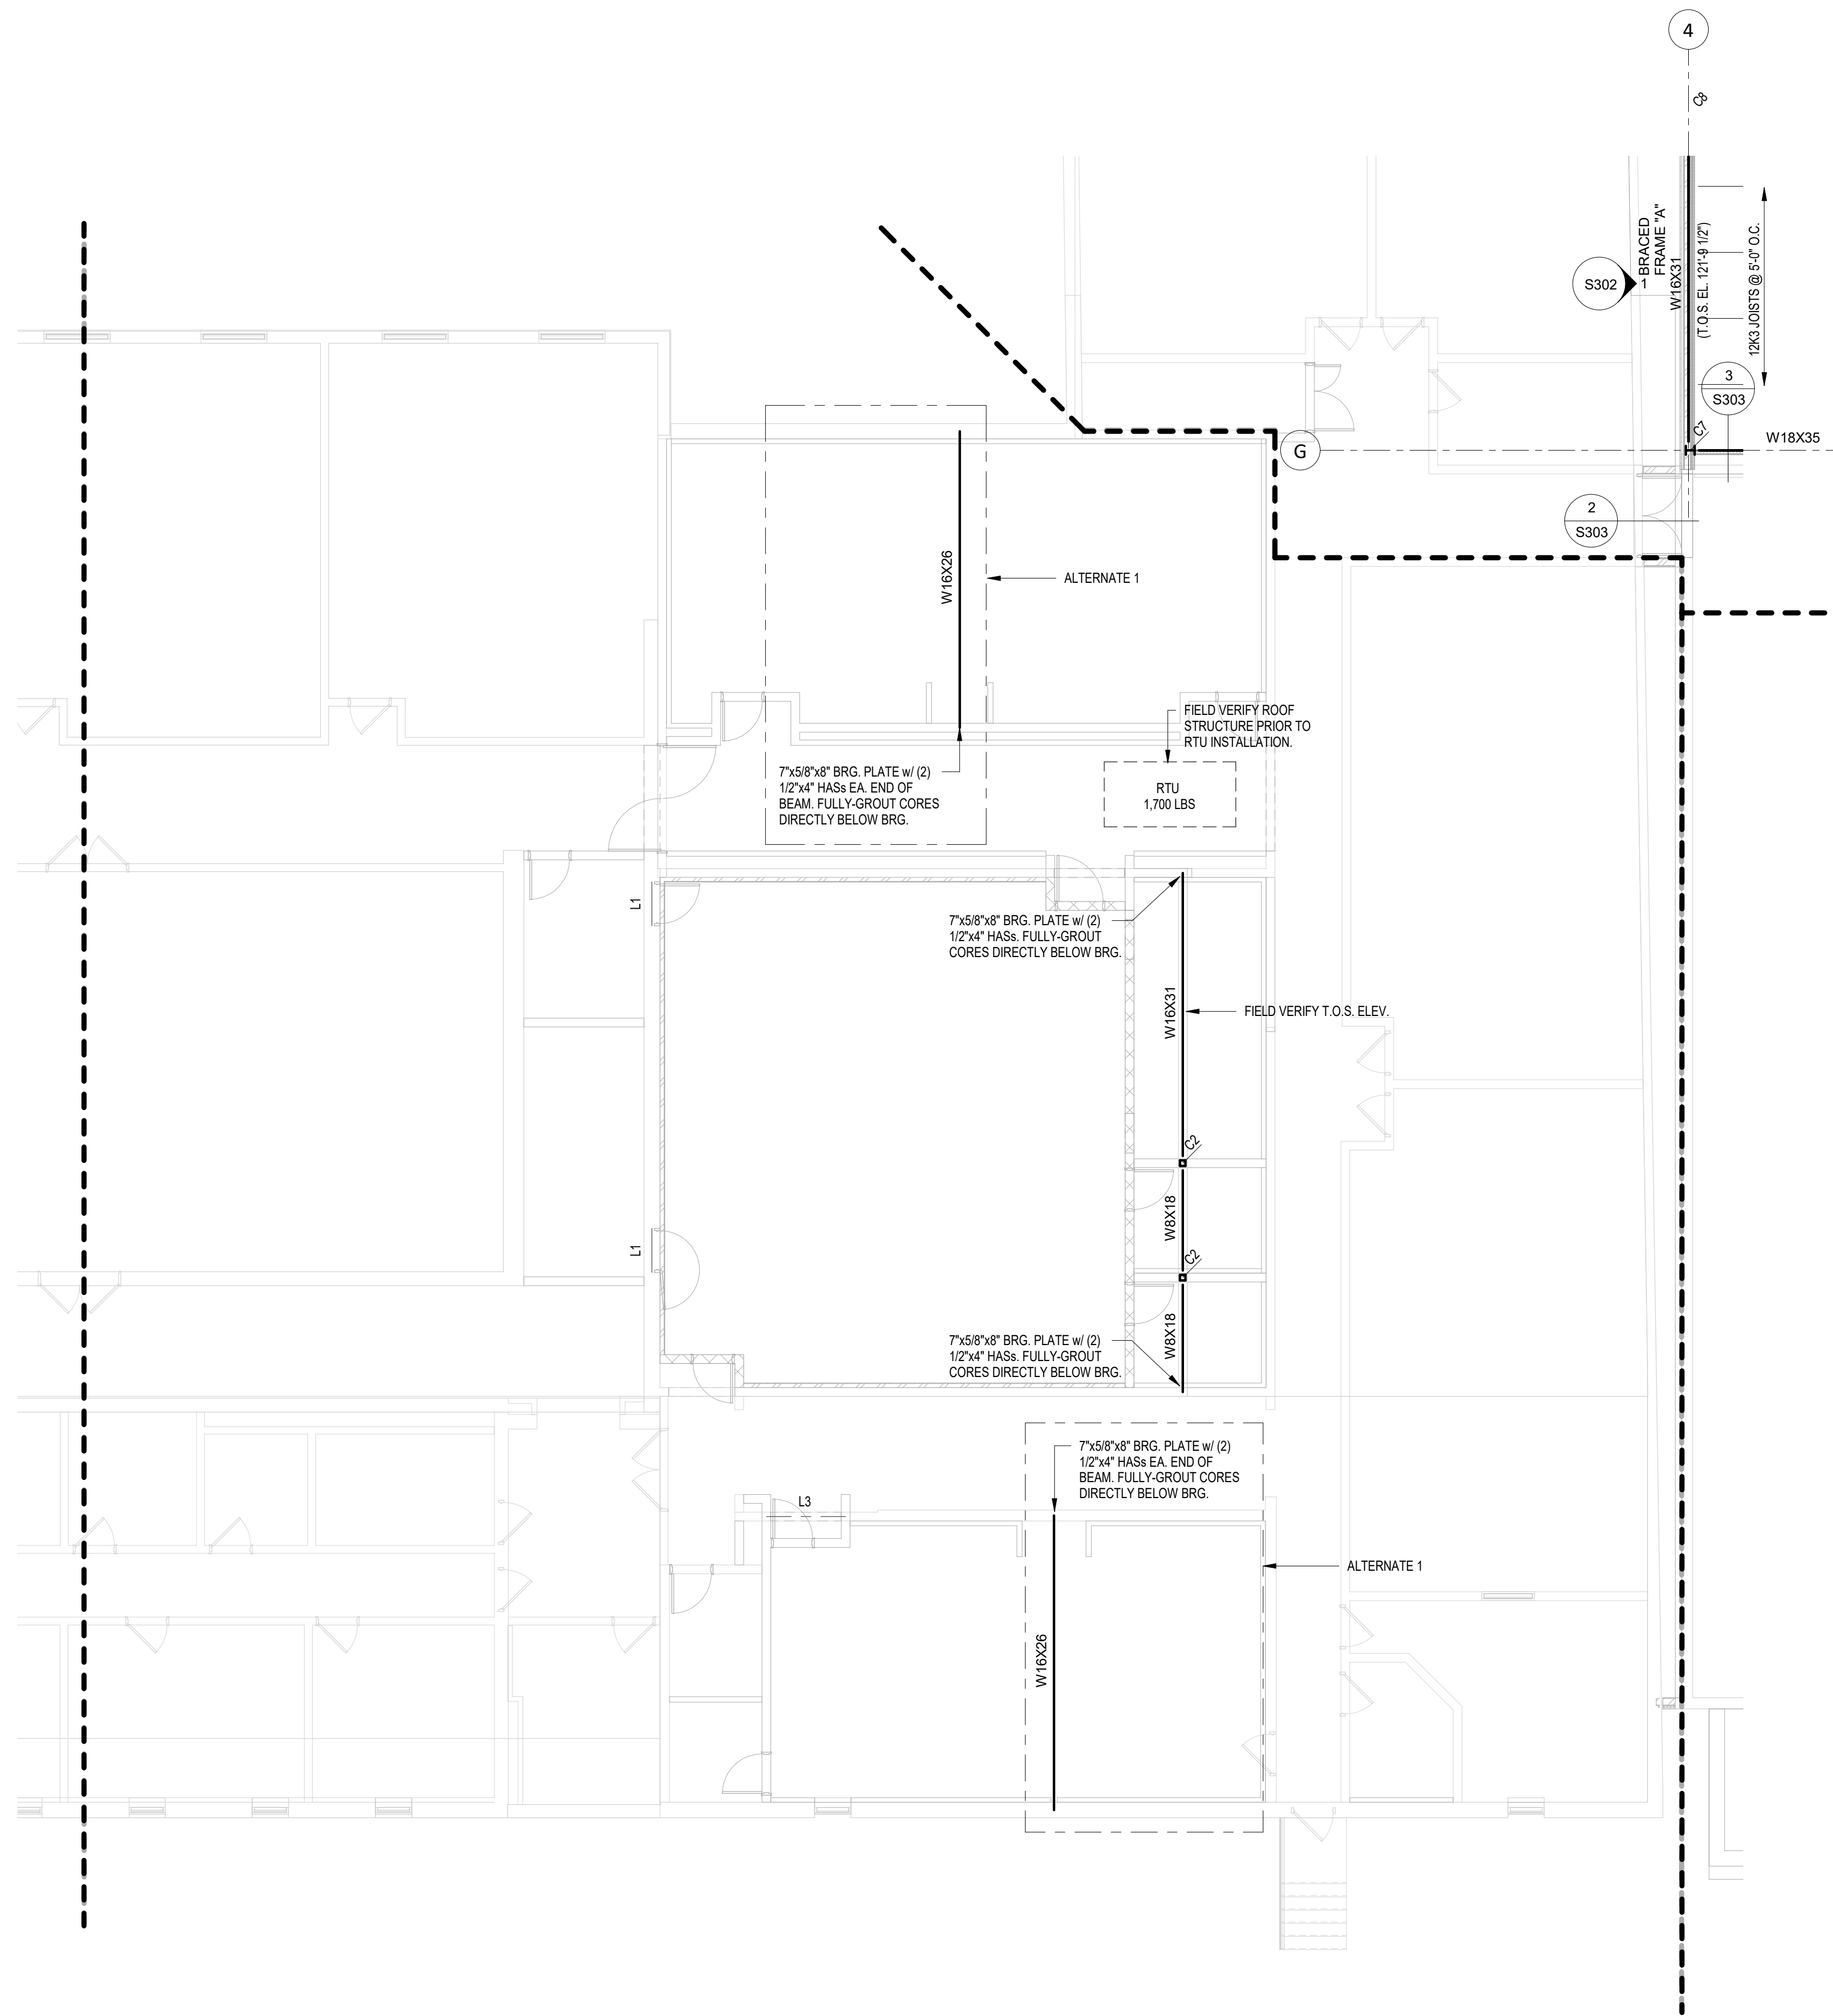 4
C8
BRACED
FRAME "A"
S302
1
W16X31
(T.O.S. EL. 121'-9 1/2")
12K3 JOISTS @ 5'-0" O.C.
3
S303
C7
W18X35
G
2
S303
W16X26
ALTERNATE 1
FIELD VERIFY ROOF
STRUCTURE PRIOR TO
RTU INSTALLATION.
7"x5/8"x8" BRG. PLATE w/ (2)
1/2"x4" HASs EA. END OF
BEAM. FULLY-GROUT CORES
DIRECTLY BELOW BRG.
RTU
1,700 LBS
L1
7"x5/8"x8" BRG. PLATE w/ (2)
1/2"x4" HASs. FULLY-GROUT
CORES DIRECTLY BELOW BRG.
W16X31
FIELD VERIFY T.O.S. ELEV.
C2
W8X18
L1
C2
W8X18
7"x5/8"x8" BRG. PLATE w/ (2)
1/2"x4" HASs. FULLY-GROUT
CORES DIRECTLY BELOW BRG.
7"x5/8"x8" BRG. PLATE w/ (2)
1/2"x4" HASs EA. END OF
BEAM. FULLY-GROUT CORES
DIRECTLY BELOW BRG.
L3
ALTERNATE 1
W16X26